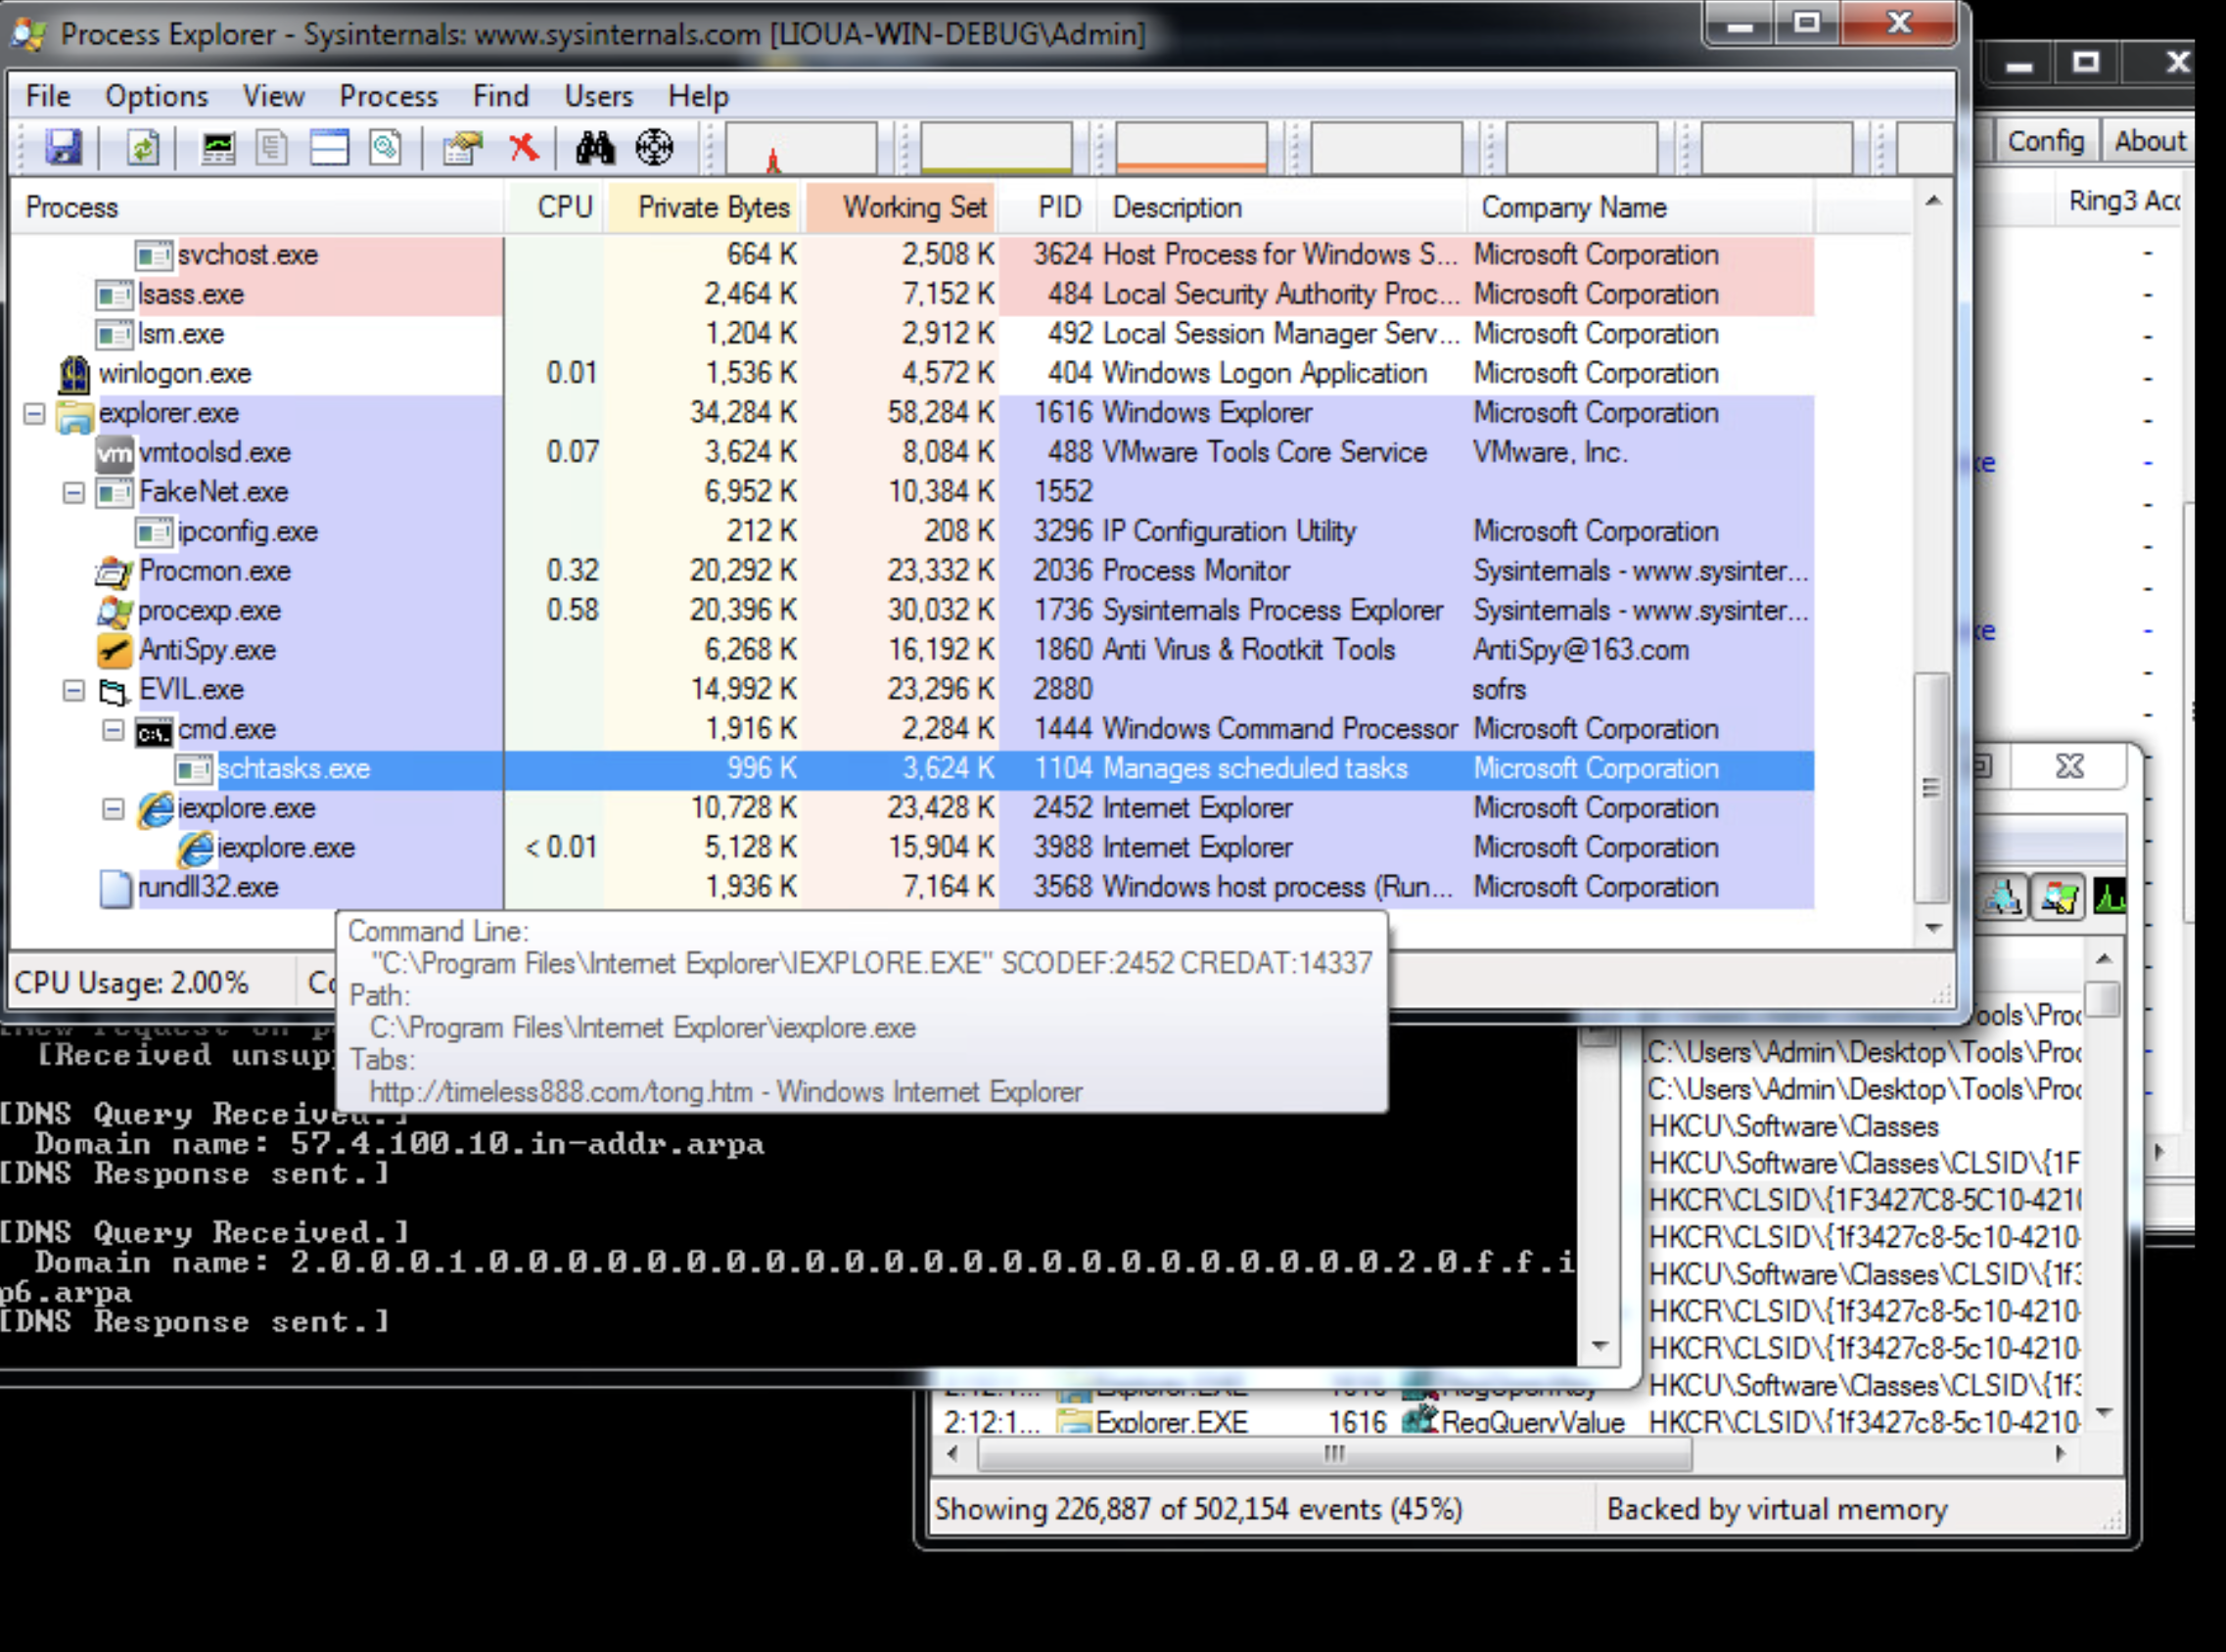 Process Explorer - Sysinternals: www.sysinternals.com [LIOUA-WIN-DEBUG\Admin]
File Options View Process Find Users Help
Process CPU Private Bytes Working Set PID Description Company Name
svchost.exe 664 K 2,508 K 3624 Host Process for Windows S... Microsoft Corporation
lsass.exe 2,464 K 7,152 K 484 Local Security Authority Proc... Microsoft Corporation
lsm.exe 1,204 K 2,912 K 492 Local Session Manager Serv... Microsoft Corporation
winlogon.exe 0.01 1,536 K 4,572 K 404 Windows Logon Application Microsoft Corporation
explorer.exe 34,284 K 58,284 K 1616 Windows Explorer Microsoft Corporation
vm vmtoolsd.exe 0.07 3,624 K 8,084 K 488 VMware Tools Core Service VMware, Inc.
FakeNet.exe 6,952 K 10,384 K 1552
ipconfig.exe 212 K 208 K 3296 IP Configuration Utility Microsoft Corporation
Procmon.exe 0.32 20,292 K 23,332 K 2036 Process Monitor Sysinternals - www.sysinter...
procexp.exe 0.58 20,396 K 30,032 K 1736 Sysinternals Process Explorer Sysinternals - www.sysinter...
AntiSpy.exe 6,268 K 16,192 K 1860 Anti Virus & Rootkit Tools AntiSpy@163.com
EVIL.exe 14,992 K 23,296 K 2880 sofrs
C:\. cmd.exe 1,916 K 2,284 K 1444 Windows Command Processor Microsoft Corporation
schtasks.exe 996 K 3,624 K 1104 Manages scheduled tasks Microsoft Corporation
iexplore.exe 10,728 K 23,428 K 2452 Internet Explorer Microsoft Corporation
iexplore.exe < 0.01 5,128 K 15,904 K 3988 Internet Explorer Microsoft Corporation
rundll32.exe 1,936 K 7,164 K 3568 Windows host process (Run... Microsoft Corporation
CPU Usage: 2.00%
Command Line:
"C:\Program Files\Internet Explorer\IEXPLORE.EXE" SCODEF:2452 CREDAT:14337
Path:
C:\Program Files\Internet Explorer\iexplore.exe
Tabs:
http://timeless888.com/tong.htm - Windows Internet Explorer
Config About
Ring3 Acc
xe
xe
[New request on p
[Received unsupp
[DNS Query Received.]
Domain name: 57.4.100.10.in-addr.arpa
[DNS Response sent.]
[DNS Query Received.]
Domain name: 2.0.0.0.1.0.0.0.0.0.0.0.0.0.0.0.0.0.0.0.0.0.0.0.0.0.0.0.2.0.f.f.i
p6.arpa
[DNS Response sent.]
Tools\Proc
C:\Users\Admin\Desktop\Tools\Proc
C:\Users\Admin\Desktop\Tools\Proc
HKCU\Software\Classes
HKCU\Software\Classes\CLSID\{1F
HKCR\CLSID\{1F3427C8-5C10-4210
HKCR\CLSID\{1f3427c8-5c10-4210-
HKCU\Software\Classes\CLSID\{1f3
HKCR\CLSID\{1f3427c8-5c10-4210-
HKCR\CLSID\{1f3427c8-5c10-4210-
2:12:1... Explorer.EXE 1616 RegOpenKey HKCU\Software\Classes\CLSID\{1f3
2:12:1... Explorer.EXE 1616 RegQueryValue HKCR\CLSID\{1f3427c8-5c10-4210-
Showing 226,887 of 502,154 events (45%) Backed by virtual memory